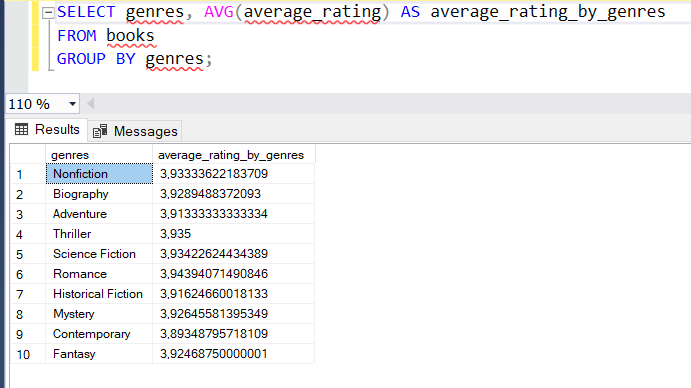 SELECT genres, AVG(average_rating) AS average_rating_by_genres
FROM books
GROUP BY genres;
110 %
Results Messages
genres average_rating_by_genres
1 Nonfiction 3,93333622183709
2 Biography 3,9289488372093
3 Adventure 3,91333333333334
4 Thriller 3,935
5 Science Fiction 3,93422624434389
6 Romance 3,94394071490846
7 Historical Fiction 3,91624660018133
8 Mystery 3,92645581395349
9 Contemporary 3,89348795718109
10 Fantasy 3,92468750000001